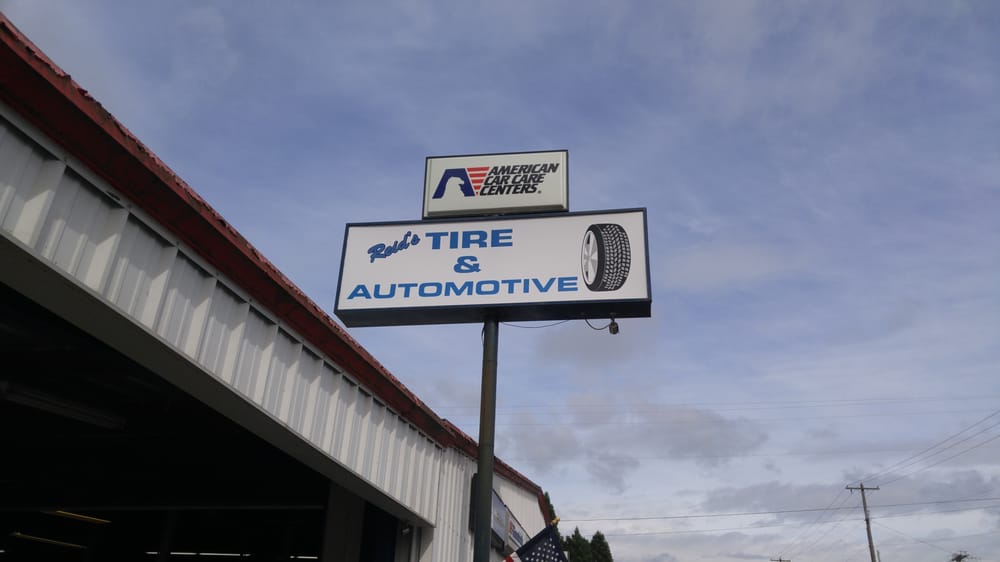 AMERICAN
CAR CARE
CENTERS®
Reid's TIRE
&
AUTOMOTIVE